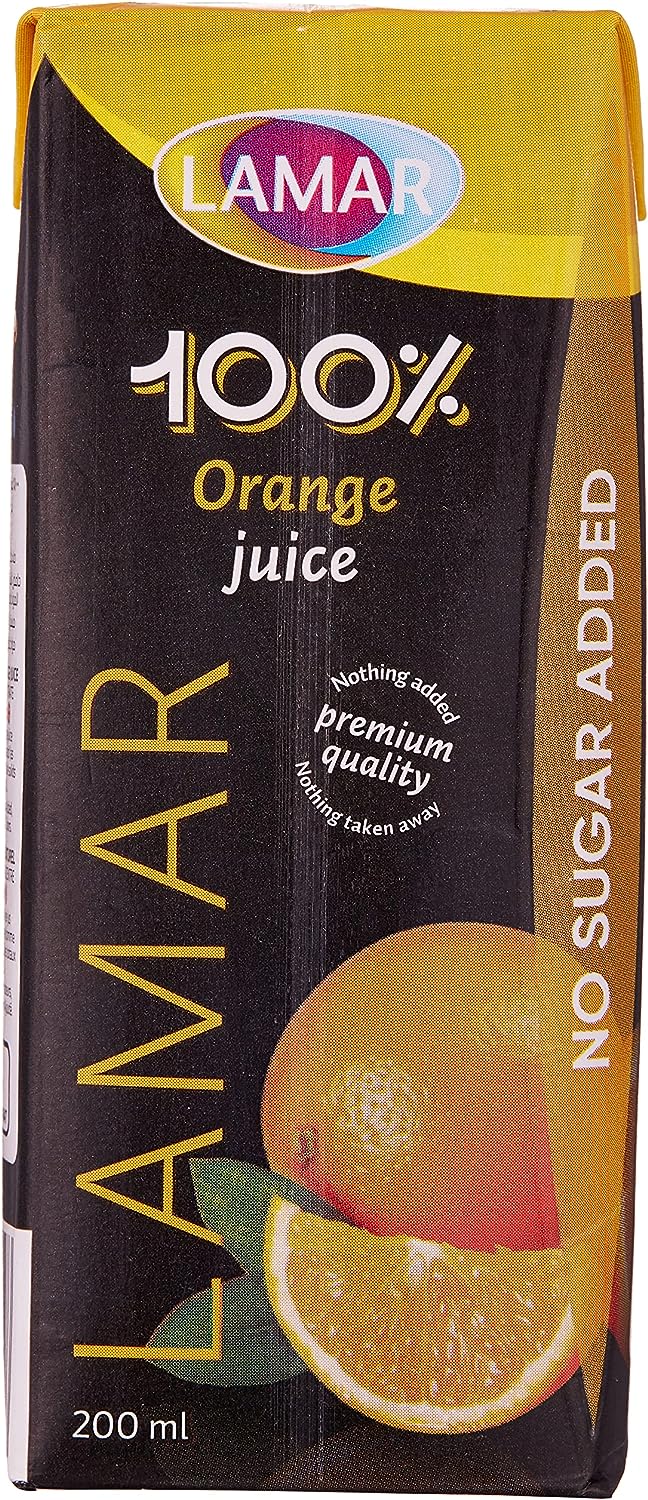 LAMAR
100%
Orange
juice
Nothing added
premium
quality
Nothing taken away
LAMAR
NO SUGAR ADDED
200 ml